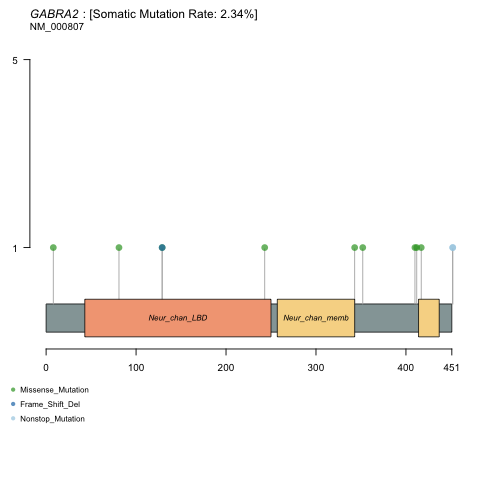 GABRA2 : [Somatic Mutation Rate: 2.34%]
NM_000807
5
1
Neur_chan_LBD
Neur_chan_memb
0 100 200 300 400 451
Missense_Mutation
Frame_Shift_Del
Nonstop_Mutation